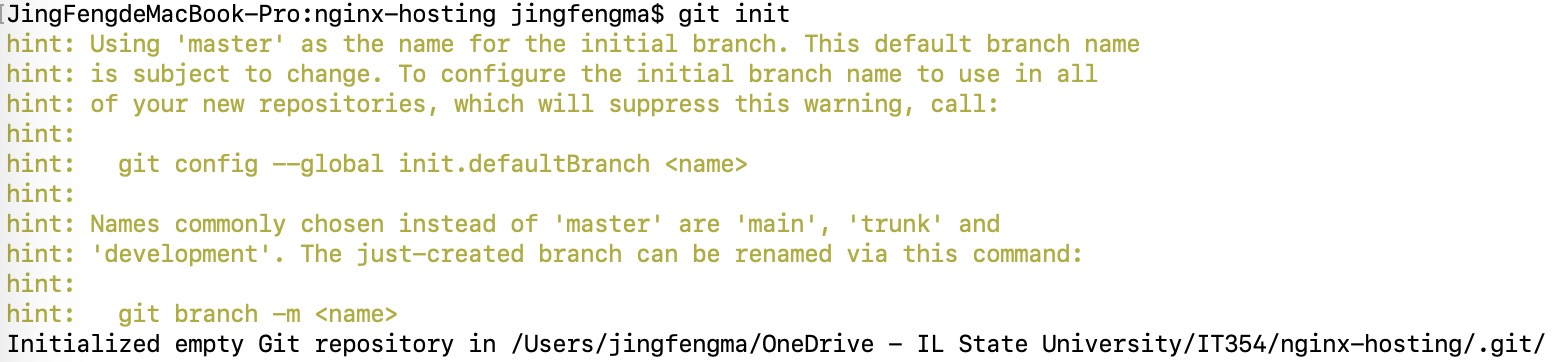 JingFengdeMacBook-Pro:nginx-hosting jingfengma$ git init
hint: Using 'master' as the name for the initial branch. This default branch name
hint: is subject to change. To configure the initial branch name to use in all
hint: of your new repositories, which will suppress this warning, call:
hint:
hint:   git config --global init.defaultBranch <name>
hint:
hint: Names commonly chosen instead of 'master' are 'main', 'trunk' and
hint: 'development'. The just-created branch can be renamed via this command:
hint:
hint:   git branch -m <name>
Initialized empty Git repository in /Users/jingfengma/OneDrive - IL State University/IT354/nginx-hosting/.git/